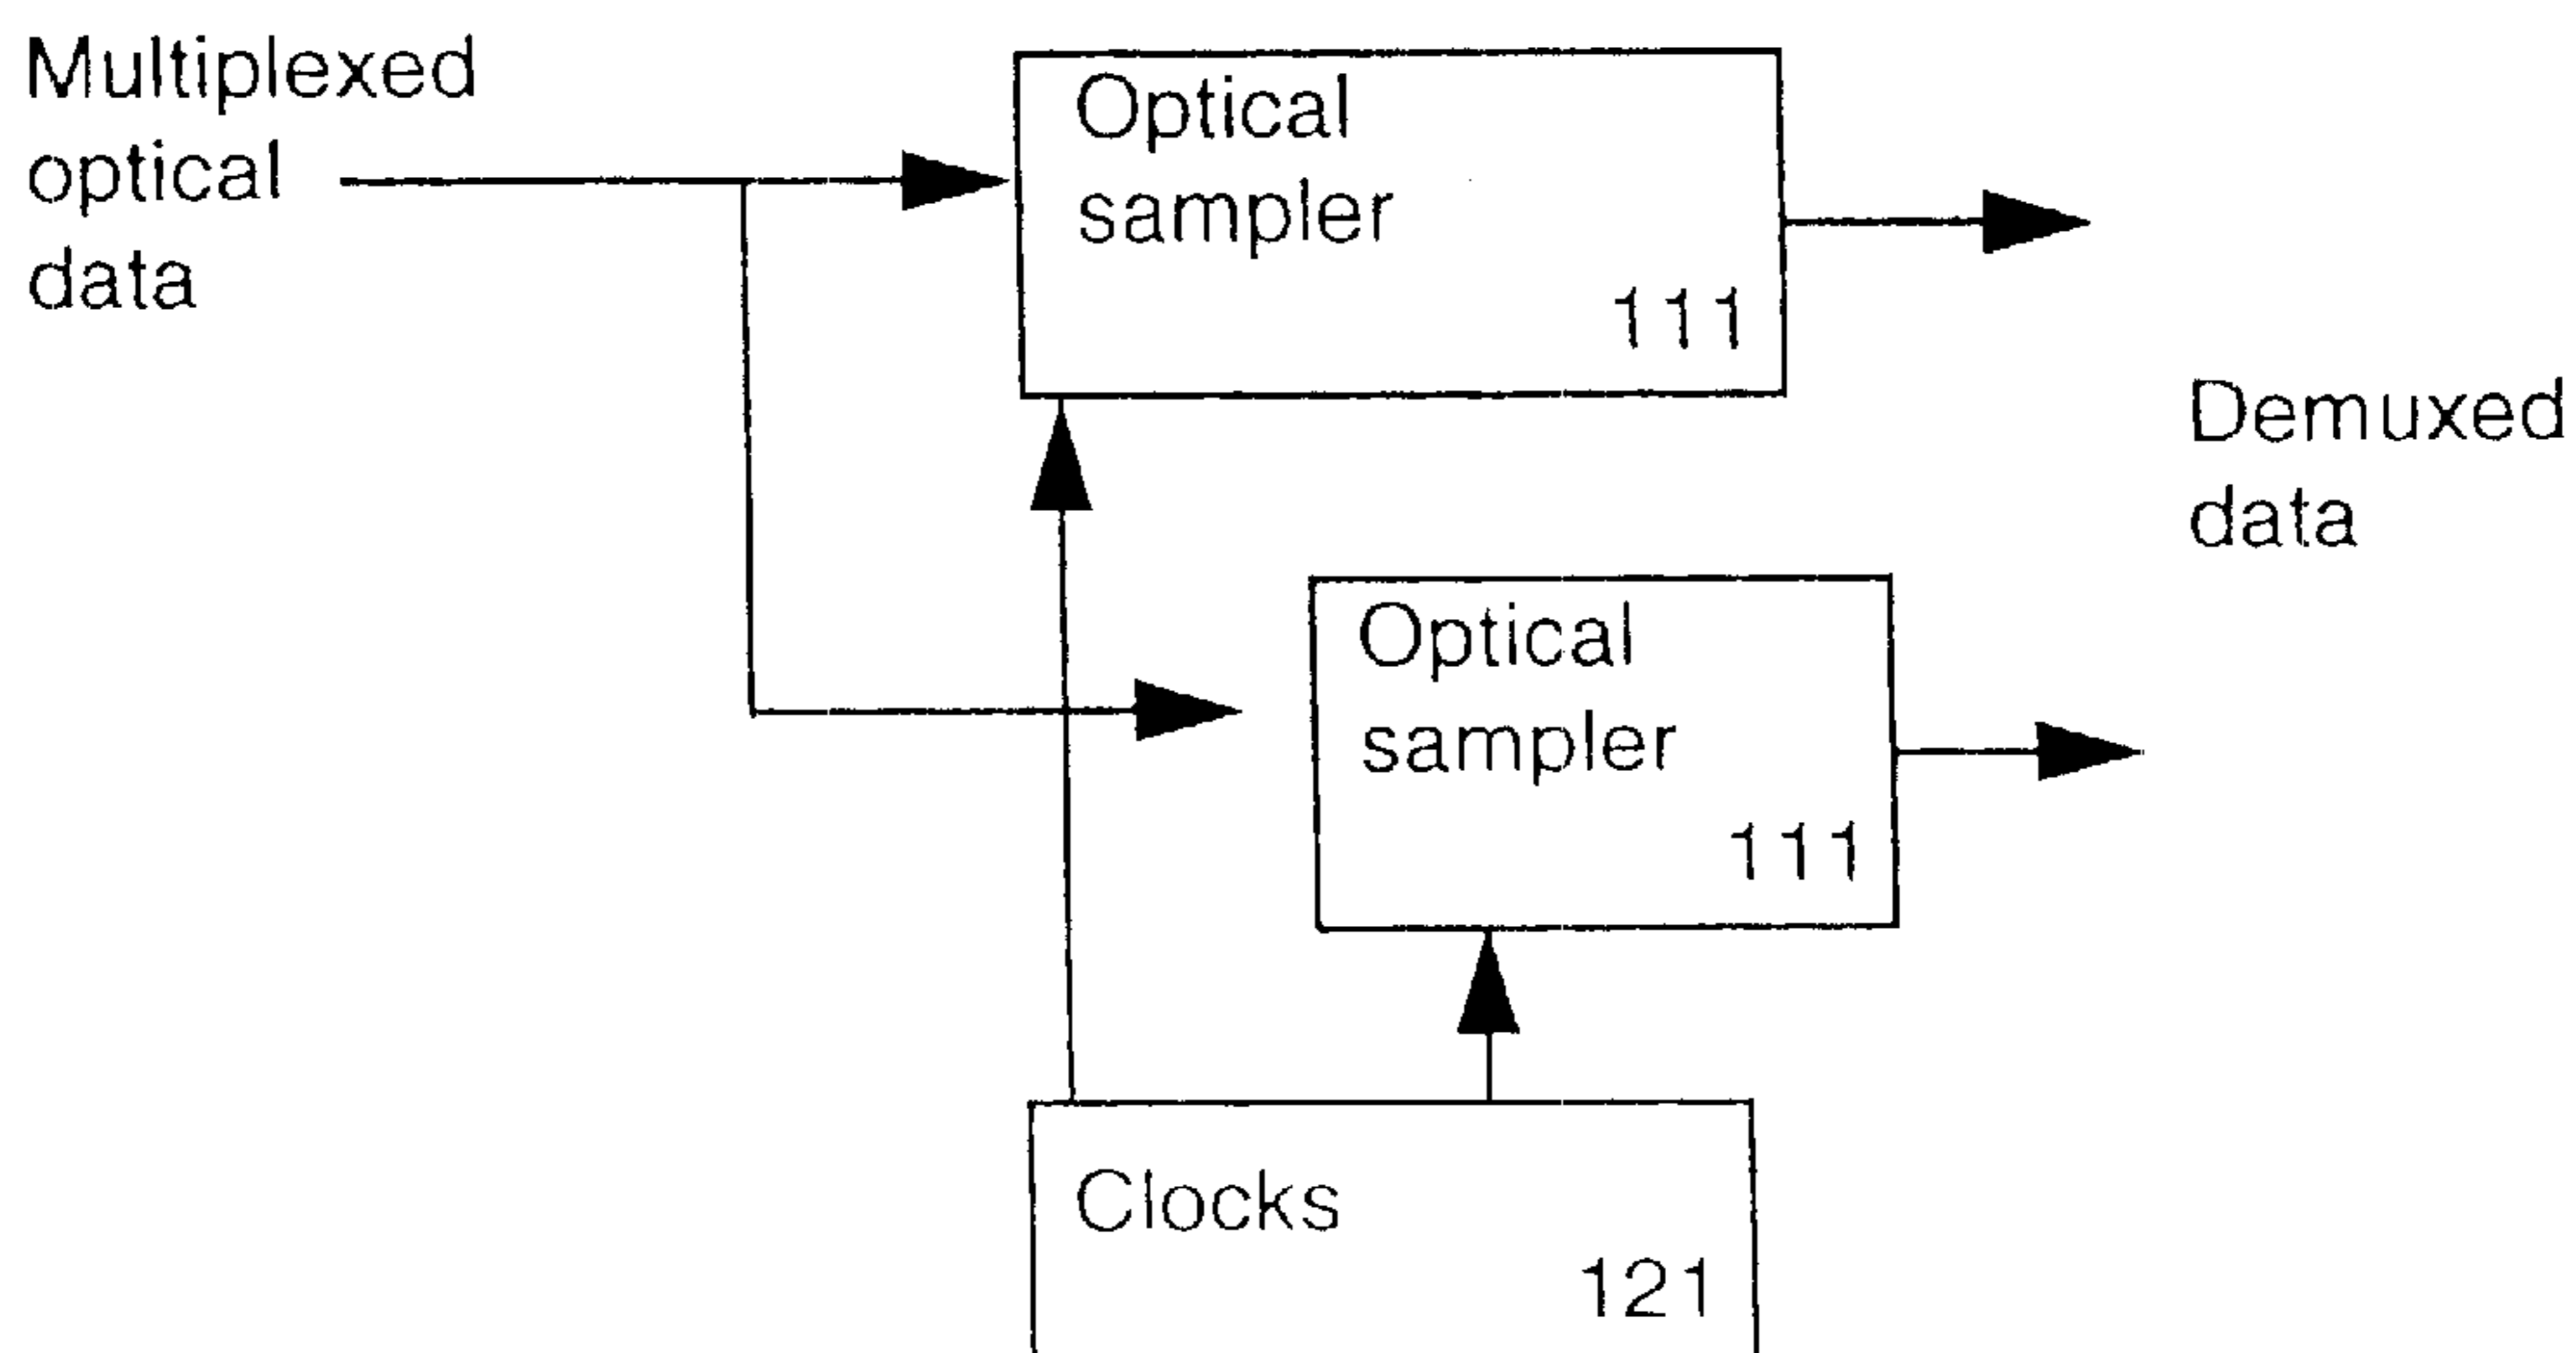 Multiplexed
optical
data
Optical
sampler
111
Demuxed
data
Optical
sampler
111
Clocks
121